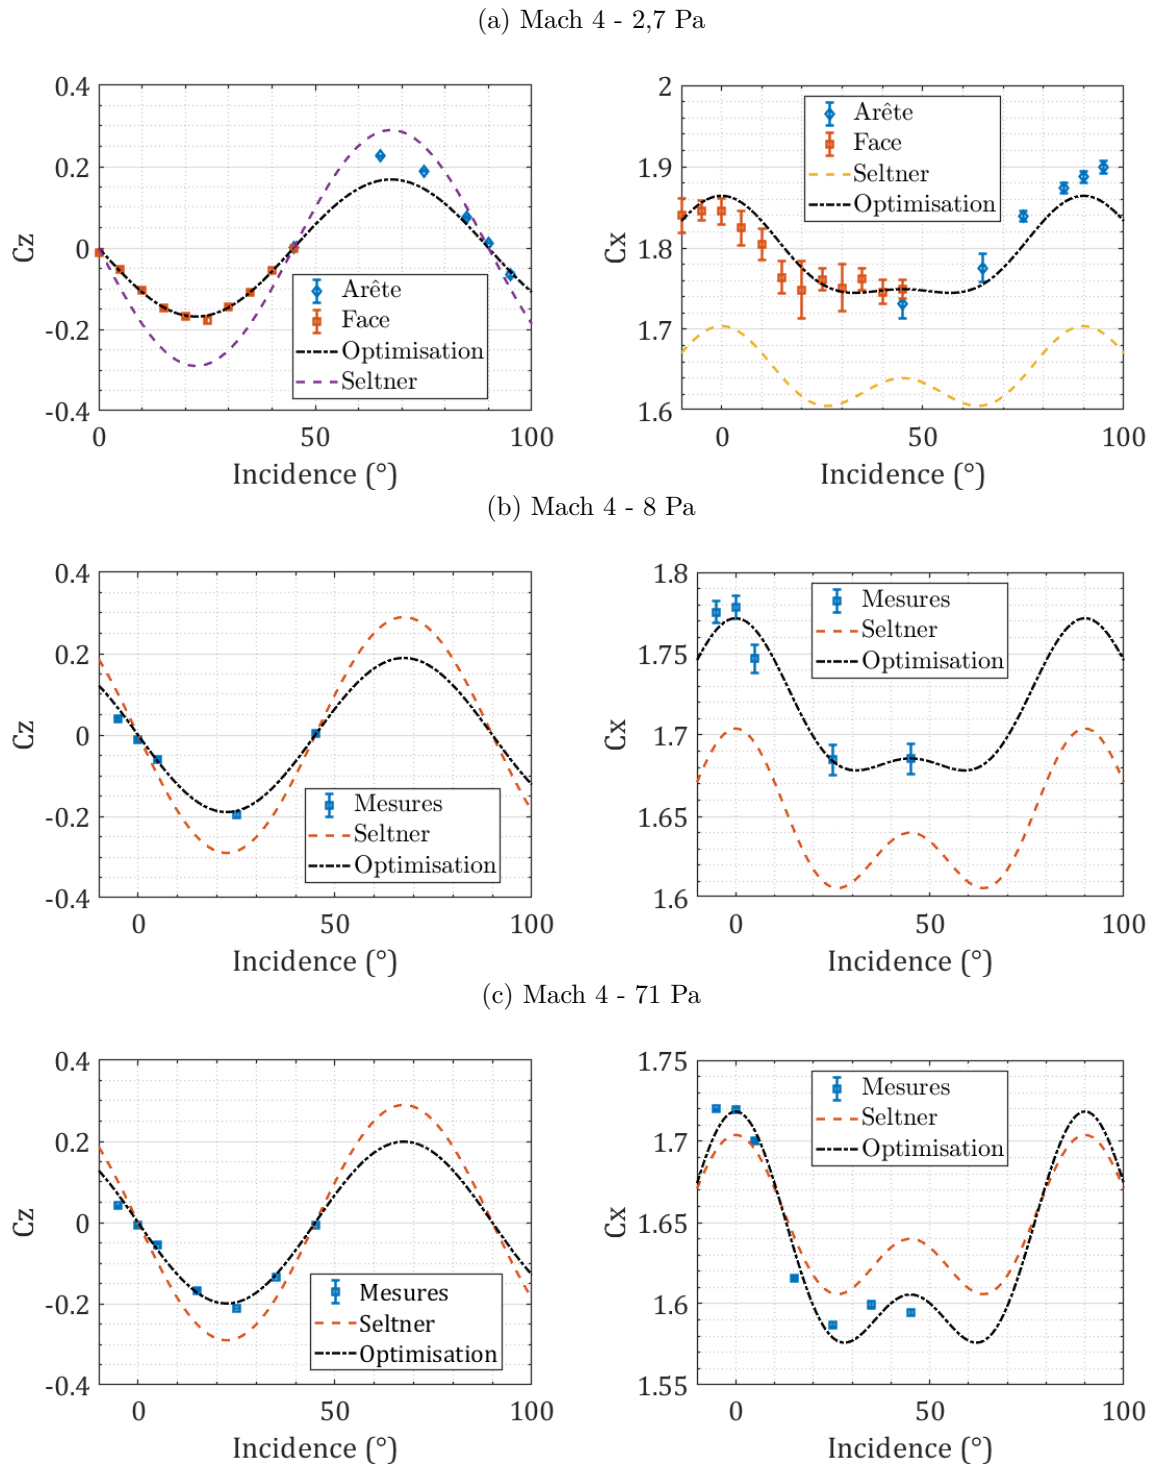 (a) Mach 4 - 2,7 Pa
0.4
0.2
0
-0.2
-0.4
Cz
0
50
100
Incidence (°)
Arête
Face
Optimisation
Seltner
2
1.9
1.8
1.7
1.6
Cx
0
50
100
Incidence (°)
Arête
Face
Seltner
Optimisation
(b) Mach 4 - 8 Pa
0.4
0.2
0
-0.2
-0.4
Cz
0
50
100
Incidence (°)
Mesures
Seltner
Optimisation
1.8
1.75
1.7
1.65
1.6
Cx
0
50
100
Incidence (°)
Mesures
Seltner
Optimisation
(c) Mach 4 - 71 Pa
0.4
0.2
0
-0.2
-0.4
Cz
0
50
100
Incidence (°)
Mesures
Seltner
Optimisation
1.75
1.7
1.65
1.6
1.55
Cx
0
50
100
Incidence (°)
Mesures
Seltner
Optimisation